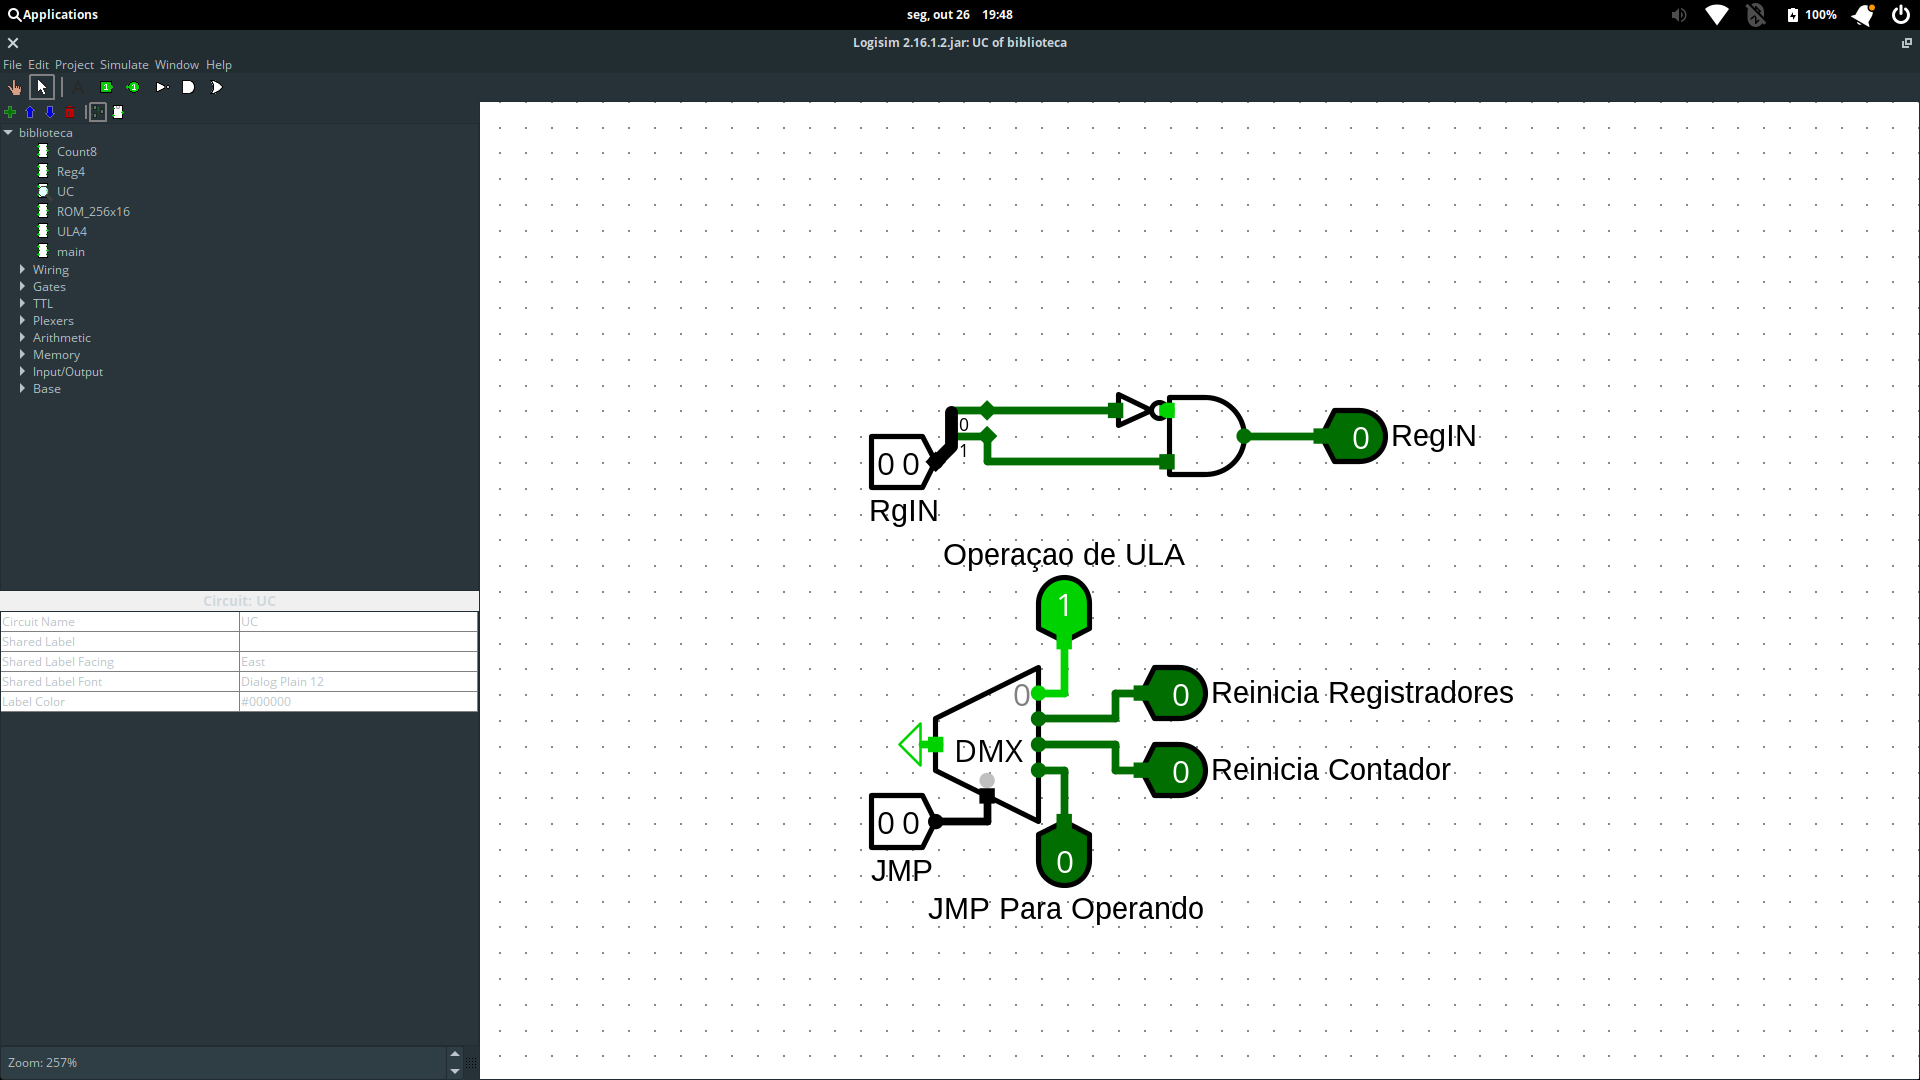 Applications
seg, out 26 19:48
100%
Logisim 2.16.1.2.jar: UC of biblioteca
File Edit Project Simulate Window Help
A 1 1
biblioteca
Count8
Reg4
UC
ROM_256x16
ULA4
main
Wiring
Gates
TTL
Plexers
Arithmetic
Memory
Input/Output
Base
Circuit: UC
Circuit Name UC
Shared Label
Shared Label Facing East
Shared Label Font Dialog Plain 12
Label Color #000000
Zoom: 257%
0
1
0 0
RgIN
0 RegIN
Operaçao de ULA
1
0
DMX
0 Reinicia Registradores
0 Reinicia Contador
0 0
JMP
0
JMP Para Operando